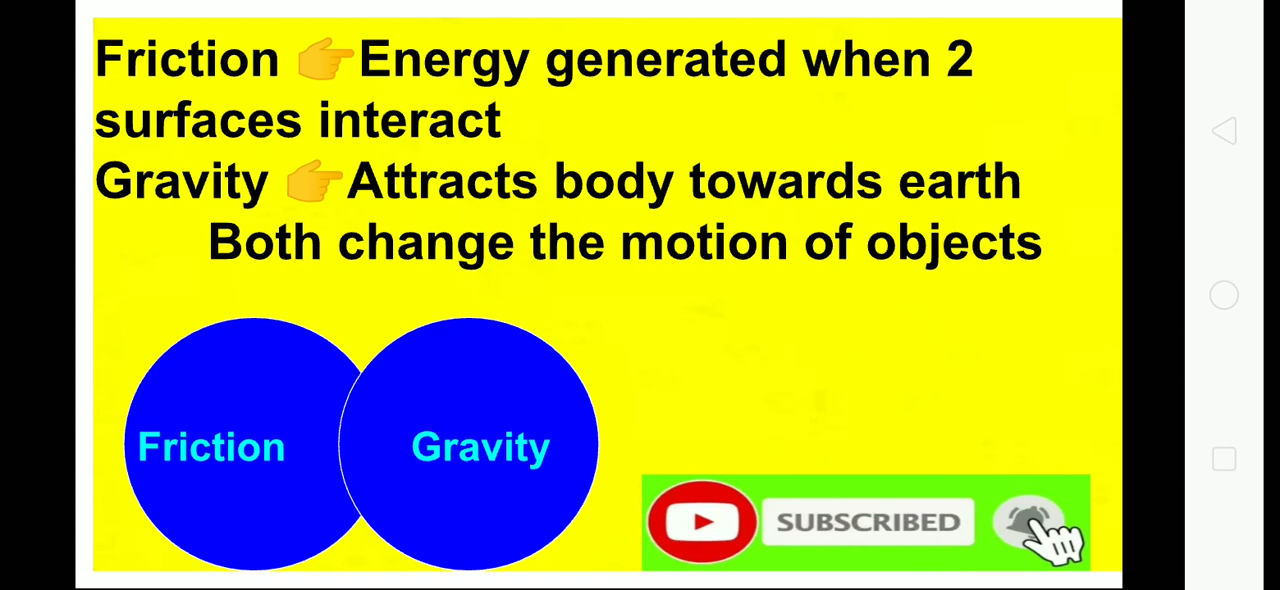 Friction 👉Energy generated when 2
surfaces interact
Gravity 👉Attracts body towards earth
Both change the motion of objects
Friction
Gravity
SUBSCRIBED